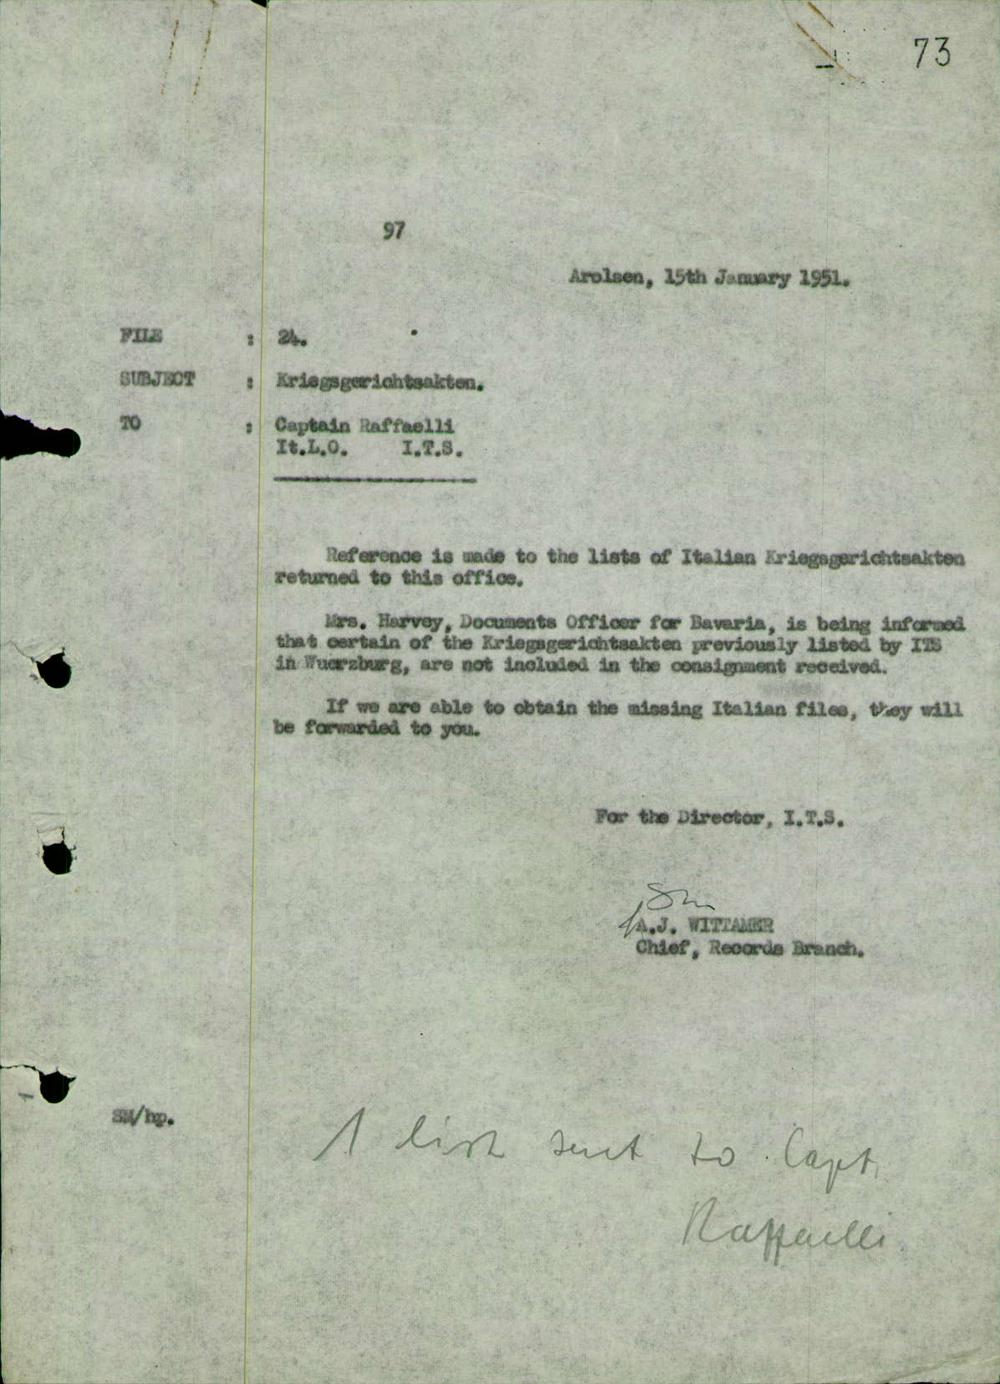 73
97
Arolsen, 15th January 1951.
FILE : 24.
SUBJECT : Kriegsgerichtsakten.
TO : Captain Raffaelli
It.L.O. I.T.S.
Reference is made to the lists of Italian Kriegsgerichtsakten
returned to this office.
Mrs. Harvey, Documents Officer for Bavaria, is being informed
that certain of the Kriegsgerichtsakten previously listed by ITS
in Wuerzburg, are not included in the consignment received.
If we are able to obtain the missing Italian files, they will
be forwarded to you.
For the Director, I.T.S.
A.J. WITTAMER
Chief, Records Branch.
SM/hp.
1 list sent to Capt.
Raffaelli